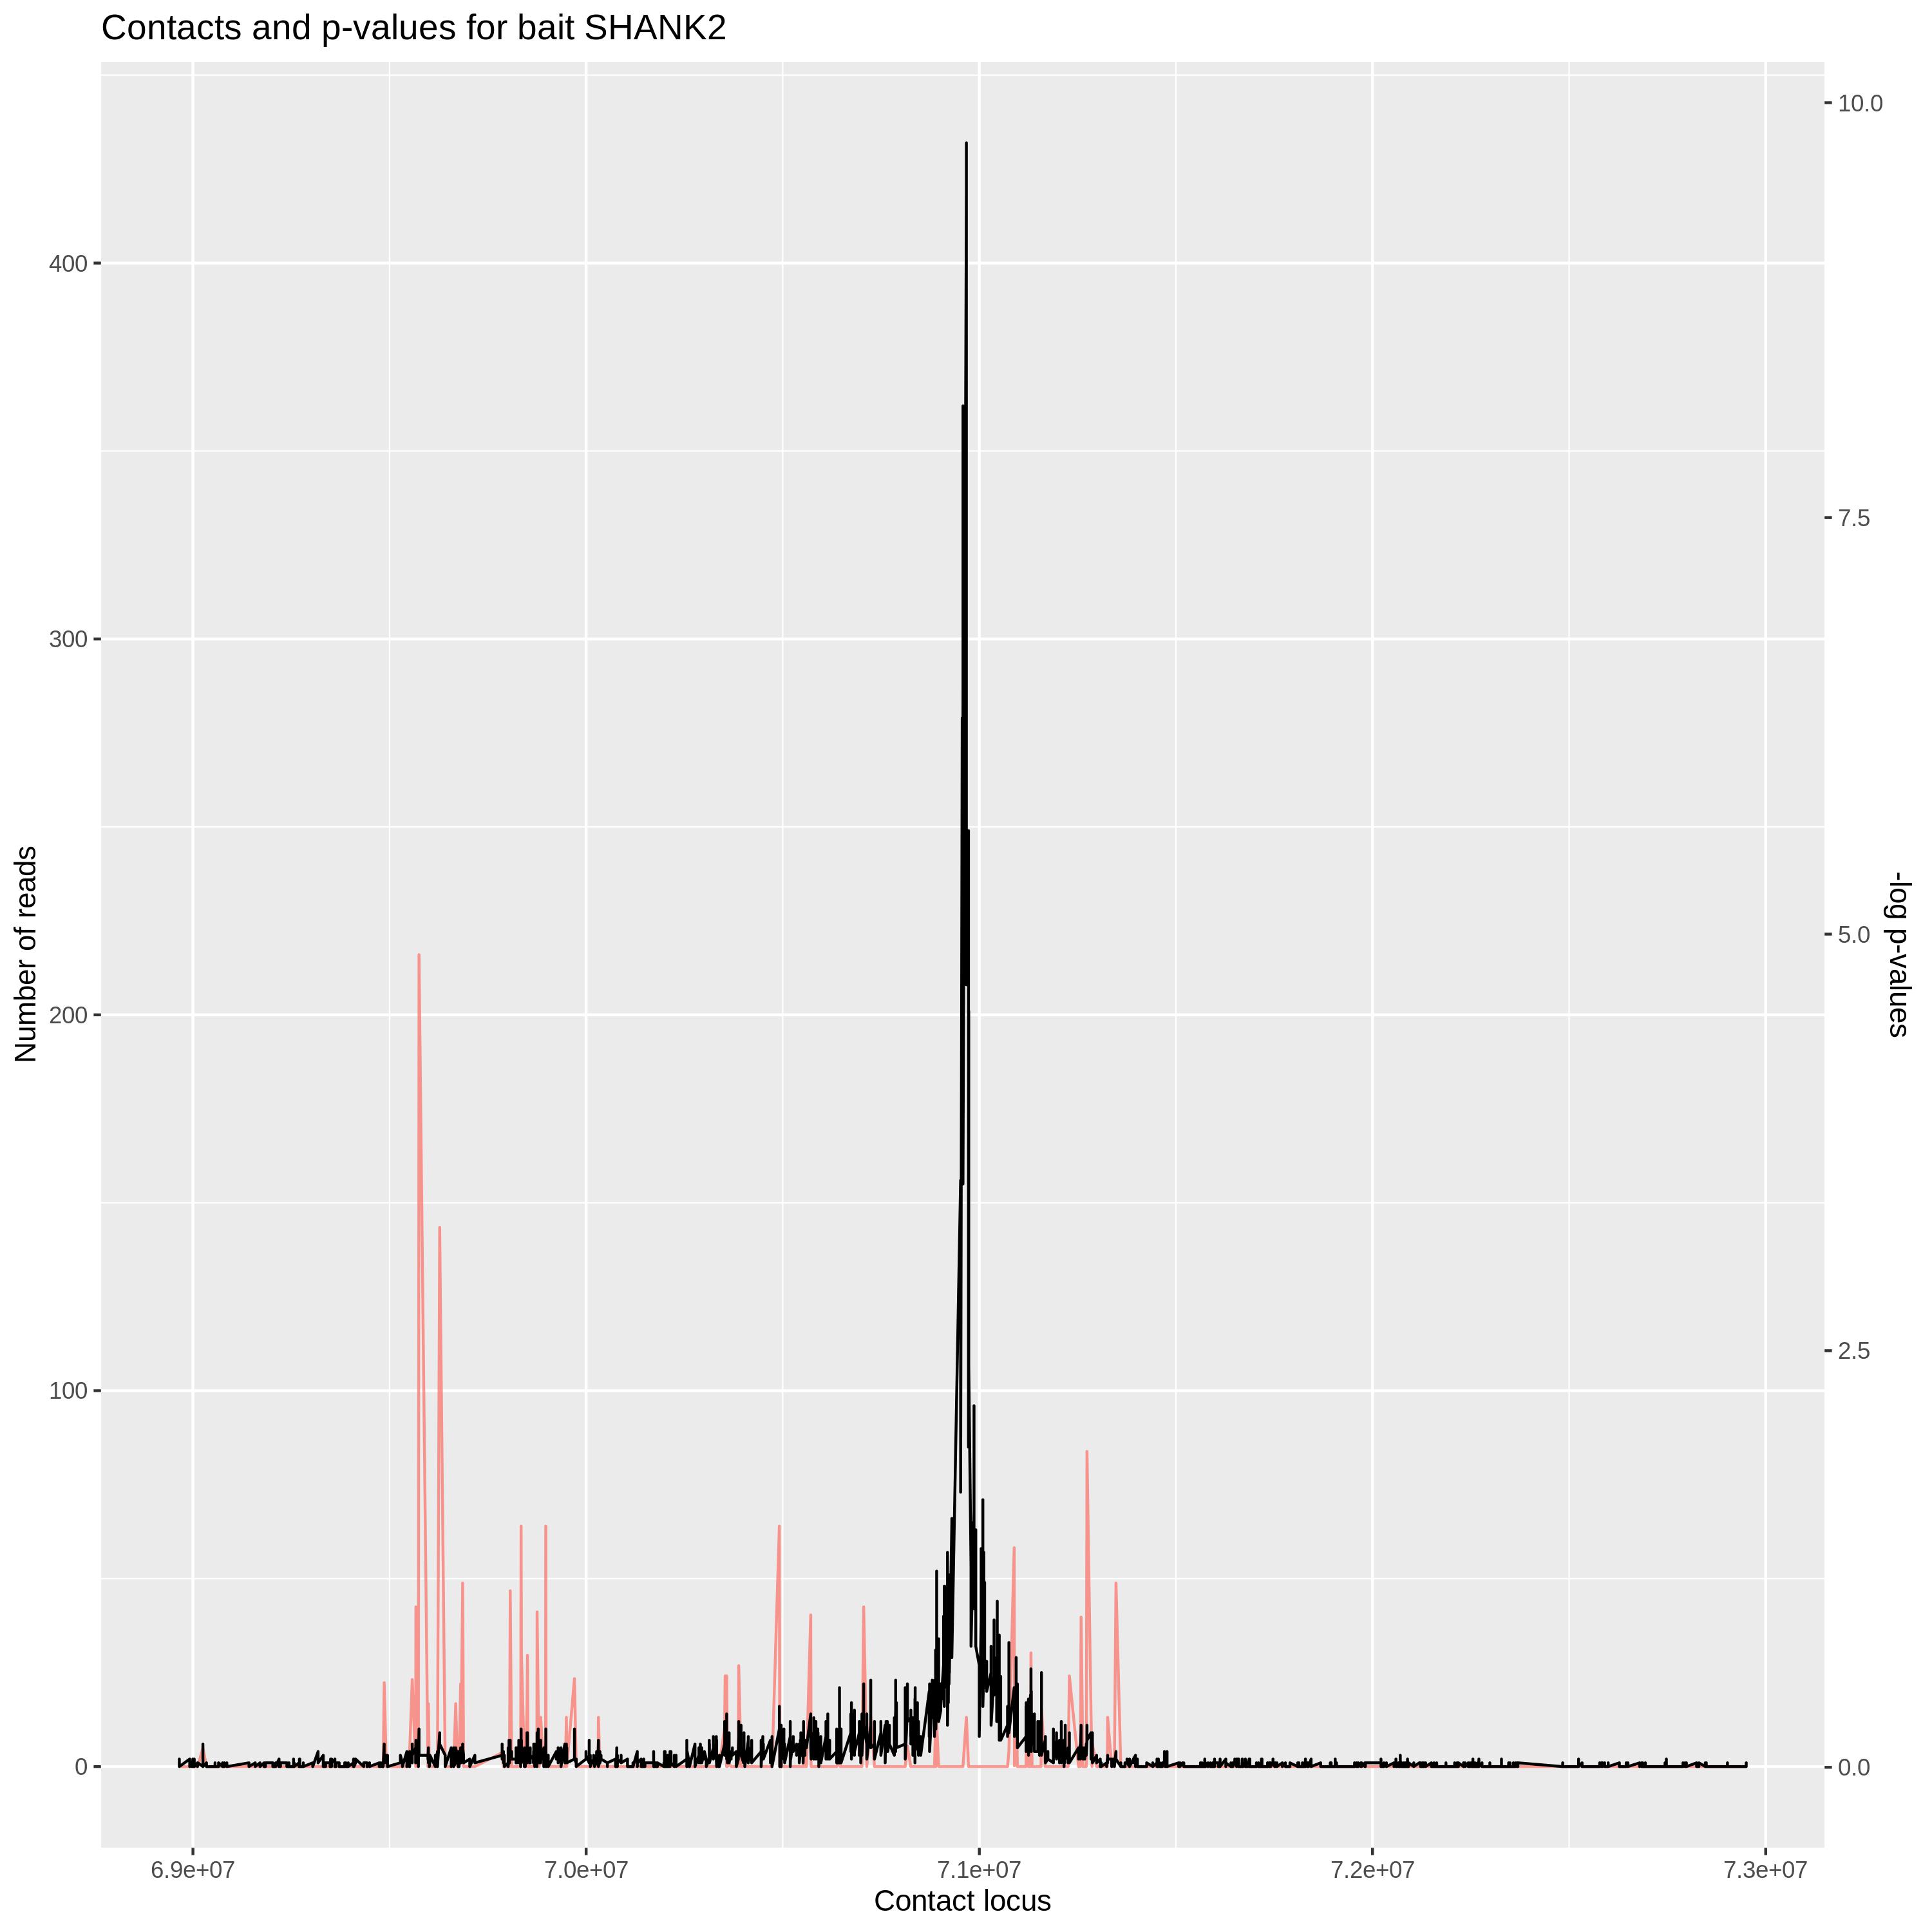 Contacts and p-values for bait SHANK2
Number of reads
400
300
200
100
0
10.0
7.5
5.0
2.5
0.0
-log p-values
6.9e+07 7.0e+07 7.1e+07 7.2e+07 7.3e+07
Contact locus